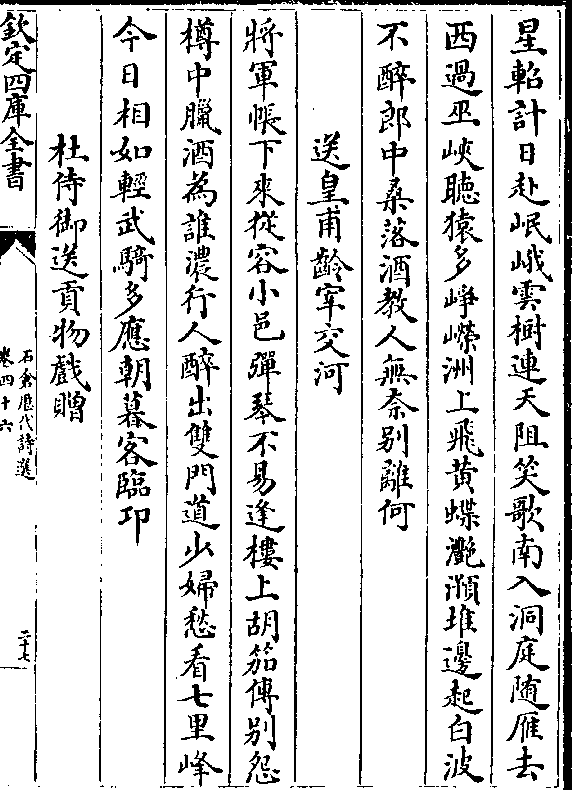 星軺計日赴岷峨雲樹連天阻笑歌南入洞庭随雁去
西過巫峽聽猿多崢嶸洲上飛黄蝶灔澦堆邊起白波
不醉郎中桑落酒教人無奈别離何
送皇甫齡宰交河
將軍帳下來從容小邑彈琴不易逢樓上胡笳傳别怨
樽中臘酒為誰濃行人醉出雙門道少婦愁看七里峰
今日相如輕武騎多應朝暮客臨卭
杜侍御送貢物戲贈
欽定四庫全書
石倉歷代詩選
卷四十六
二十七